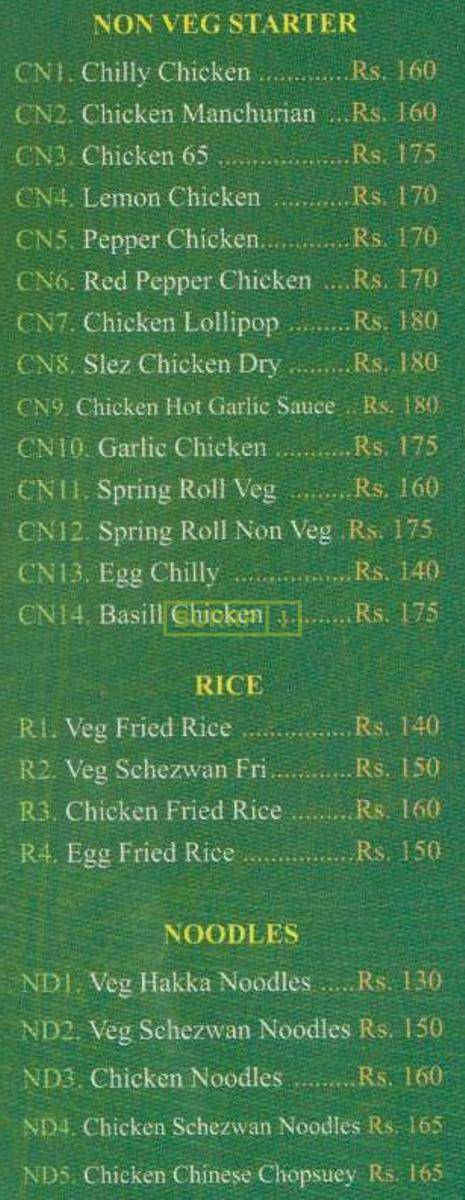 NON VEG STARTER
CN1. Chilly Chicken .............Rs. 160
CN2. Chicken Manchurian ...Rs. 160
CN3. Chicken 65 ...................Rs. 175
CN4. Lemon Chicken ...........Rs. 170
CN5. Pepper Chicken.............Rs. 170
CN6. Red Pepper Chicken ....Rs. 170
CN7. Chicken Lollipop .........Rs. 180
CN8. Slez Chicken Dry .........Rs. 180
CN9. Chicken Hot Garlic Sauce .. Rs. 180
CN10. Garlic Chicken ...........Rs. 175
CN11. Spring Roll Veg .........Rs. 160
CN12. Spring Roll Non Veg .Rs. 175
CN13. Egg Chilly .................Rs. 140
CN14. Basill Chicken ...........Rs. 175
RICE
R1. Veg Fried Rice ................Rs. 140
R2. Veg Schezwan Fri............Rs. 150
R3. Chicken Fried Rice .........Rs. 160
R4. Egg Fried Rice ................Rs. 150
NOODLES
ND1. Veg Hakka Noodles .....Rs. 130
ND2. Veg Schezwan Noodles Rs. 150
ND3. Chicken Noodles .........Rs. 160
ND4. Chicken Schezwan Noodles Rs. 165
ND5. Chicken Chinese Chopsuey Rs. 165